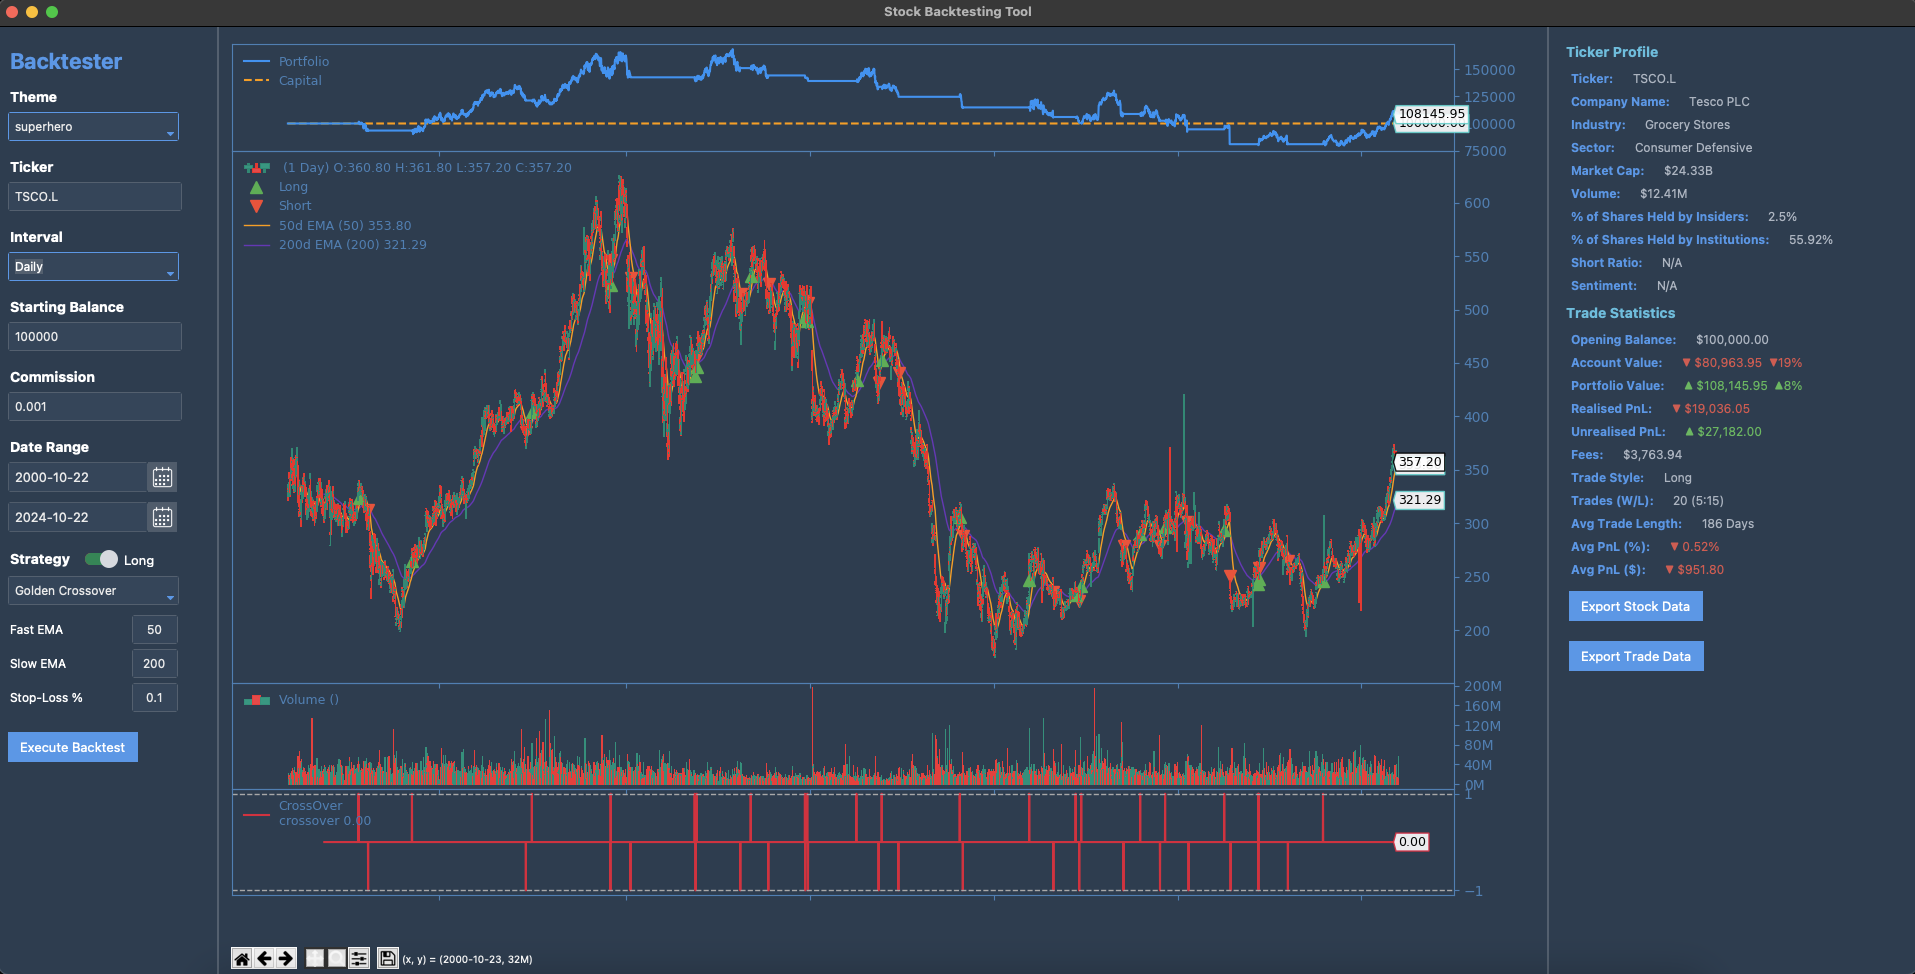 Stock Backtesting Tool
Backtester
Theme
superhero
Ticker
TSCO.L
Interval
Daily
Starting Balance
100000
Commission
0.001
Date Range
2000-10-22
2024-10-22
Strategy Long
Golden Crossover
Fast EMA 50
Slow EMA 200
Stop-Loss % 0.1
Execute Backtest
Portfolio
Capital
150000
125000
108145.95
100000
75000
(1 Day) O:360.80 H:361.80 L:357.20 C:357.20
Long
Short
50d EMA (50) 353.80
200d EMA (200) 321.29
600
550
500
450
400
357.20
350
321.29
300
250
200
Volume ()
200M
160M
120M
80M
40M
0M
CrossOver
crossover 0.00
1
0.00
−1
(x, y) = (2000-10-23, 32M)
Ticker Profile
Ticker: TSCO.L
Company Name: Tesco PLC
Industry: Grocery Stores
Sector: Consumer Defensive
Market Cap: $24.33B
Volume: $12.41M
% of Shares Held by Insiders: 2.5%
% of Shares Held by Institutions: 55.92%
Short Ratio: N/A
Sentiment: N/A
Trade Statistics
Opening Balance: $100,000.00
Account Value: ▼ $80,963.95 ▼19%
Portfolio Value: ▲ $108,145.95 ▲8%
Realised PnL: ▼ $19,036.05
Unrealised PnL: ▲ $27,182.00
Fees: $3,763.94
Trade Style: Long
Trades (W/L): 20 (5:15)
Avg Trade Length: 186 Days
Avg PnL (%): ▼ 0.52%
Avg PnL ($): ▼ $951.80
Export Stock Data
Export Trade Data